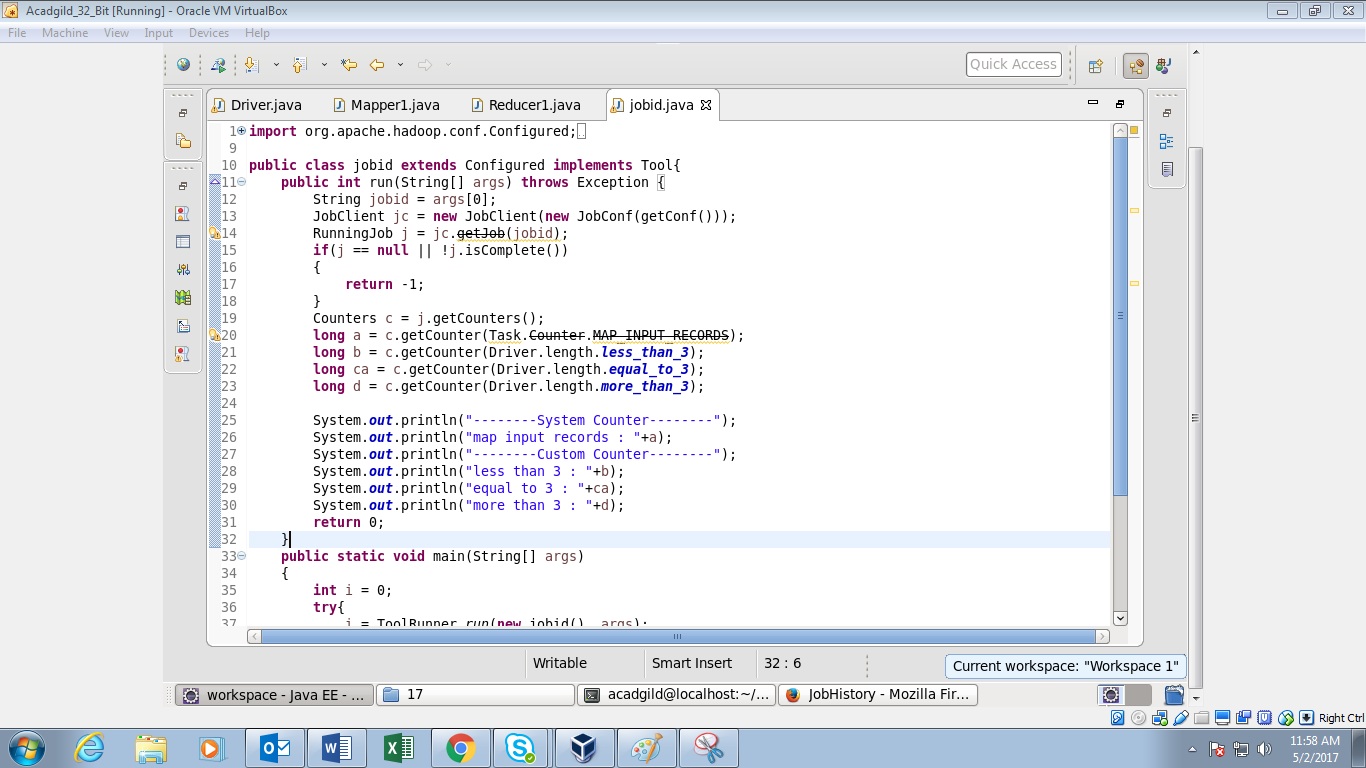 Acadgild_32_Bit [Running] - Oracle VM VirtualBox
File Machine View Input Devices Help
Quick Access
Driver.java Mapper1.java Reducer1.java jobid.java
1 import org.apache.hadoop.conf.Configured;
9
10 public class jobid extends Configured implements Tool{
11 public int run(String[] args) throws Exception {
12 String jobid = args[0];
13 JobClient jc = new JobClient(new JobConf(getConf()));
14 RunningJob j = jc.getJob(jobid);
15 if(j == null || !j.isComplete())
16 {
17 return -1;
18 }
19 Counters c = j.getCounters();
20 long a = c.getCounter(Task.Counter.MAP_INPUT_RECORDS);
21 long b = c.getCounter(Driver.length.less_than_3);
22 long ca = c.getCounter(Driver.length.equal_to_3);
23 long d = c.getCounter(Driver.length.more_than_3);
24
25 System.out.println("--------System Counter--------");
26 System.out.println("map input records : "+a);
27 System.out.println("--------Custom Counter--------");
28 System.out.println("less than 3 : "+b);
29 System.out.println("equal to 3 : "+ca);
30 System.out.println("more than 3 : "+d);
31 return 0;
32 }
33 public static void main(String[] args)
34 {
35 int i = 0;
36 try{
37 i = ToolRunner.run(new jobid(), args);
Writable Smart Insert 32 : 6
Current workspace: "Workspace 1"
workspace - Java EE - ... 17 acadgild@localhost:~/... JobHistory - Mozilla Fir...
Right Ctrl
11:58 AM
5/2/2017